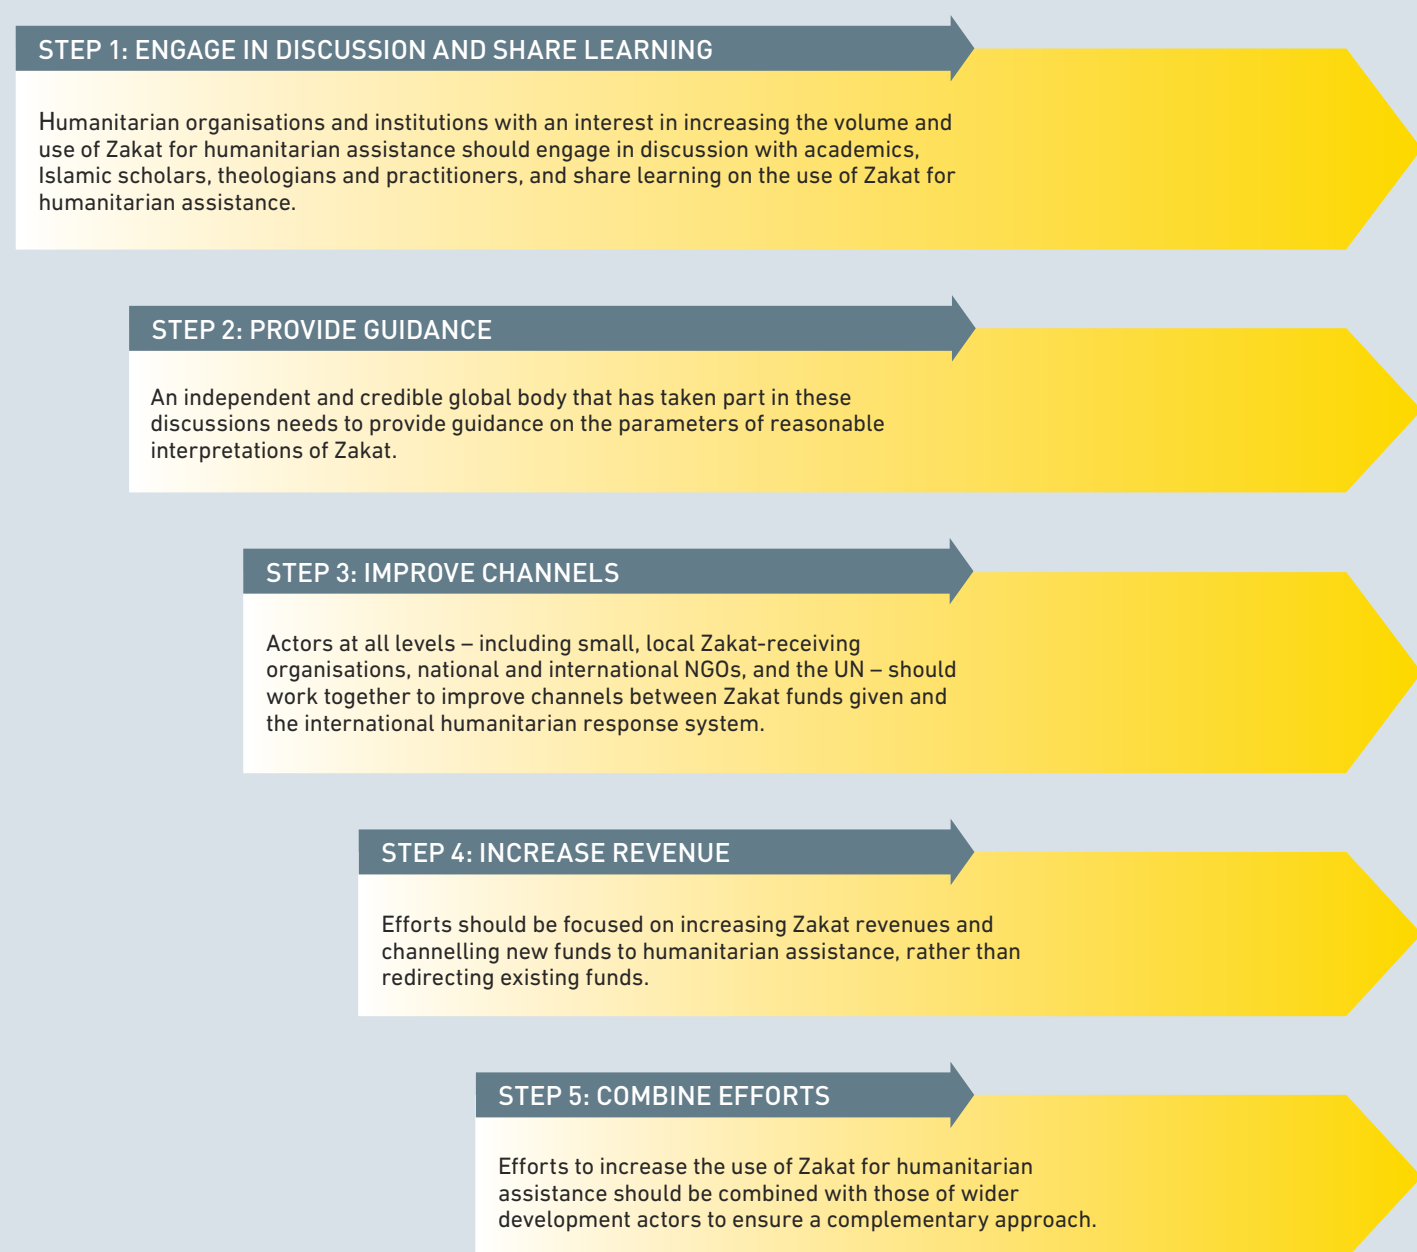 STEP 1: ENGAGE IN DISCUSSION AND SHARE LEARNING
Humanitarian organisations and institutions with an interest in increasing the volume and
use of Zakat for humanitarian assistance should engage in discussion with academics,
Islamic scholars, theologians and practitioners, and share learning on the use of Zakat for
humanitarian assistance.
STEP 2: PROVIDE GUIDANCE
An independent and credible global body that has taken part in these
discussions needs to provide guidance on the parameters of reasonable
interpretations of Zakat.
STEP 3: IMPROVE CHANNELS
Actors at all levels – including small, local Zakat-receiving
organisations, national and international NGOs, and the UN – should
work together to improve channels between Zakat funds given and
the international humanitarian response system.
STEP 4: INCREASE REVENUE
Efforts should be focused on increasing Zakat revenues and
channelling new funds to humanitarian assistance, rather than
redirecting existing funds.
STEP 5: COMBINE EFFORTS
Efforts to increase the use of Zakat for humanitarian
assistance should be combined with those of wider
development actors to ensure a complementary approach.